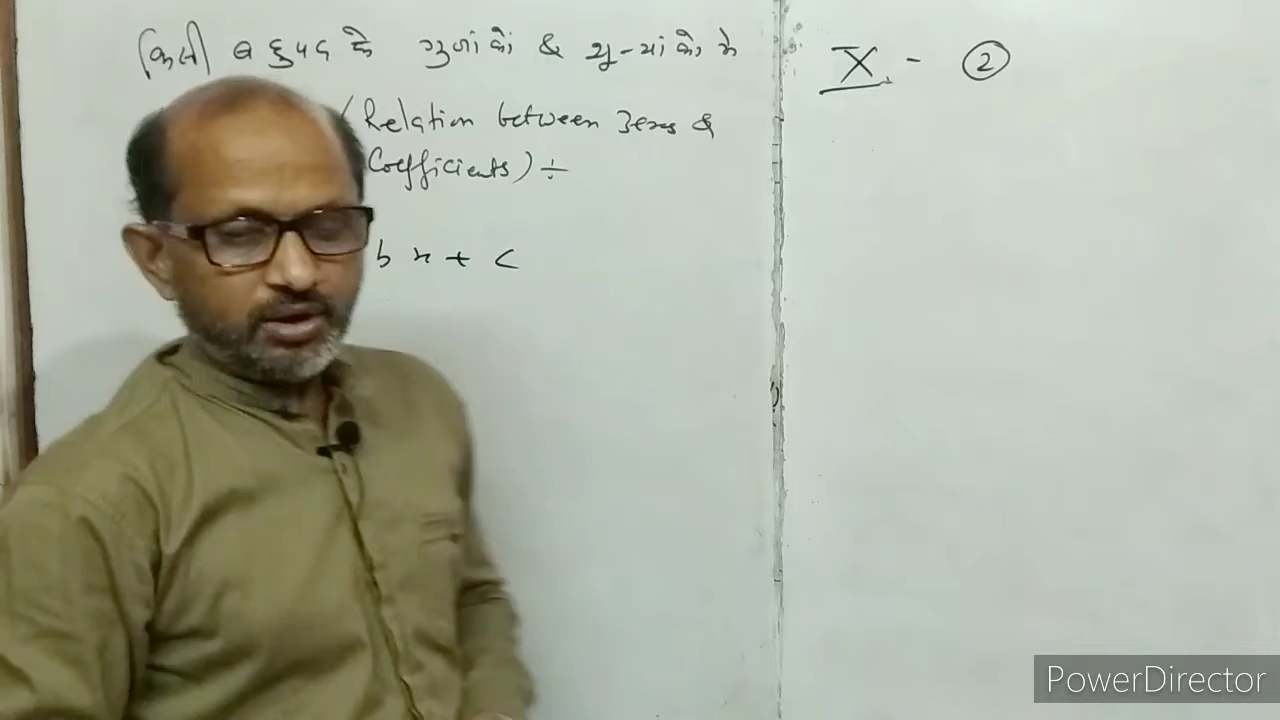 किसी बहुपद के गुणांकों & शून्यांकों के
(Relation between Zeros &
Coefficients) ÷
b x + c
X - 2
PowerDirector